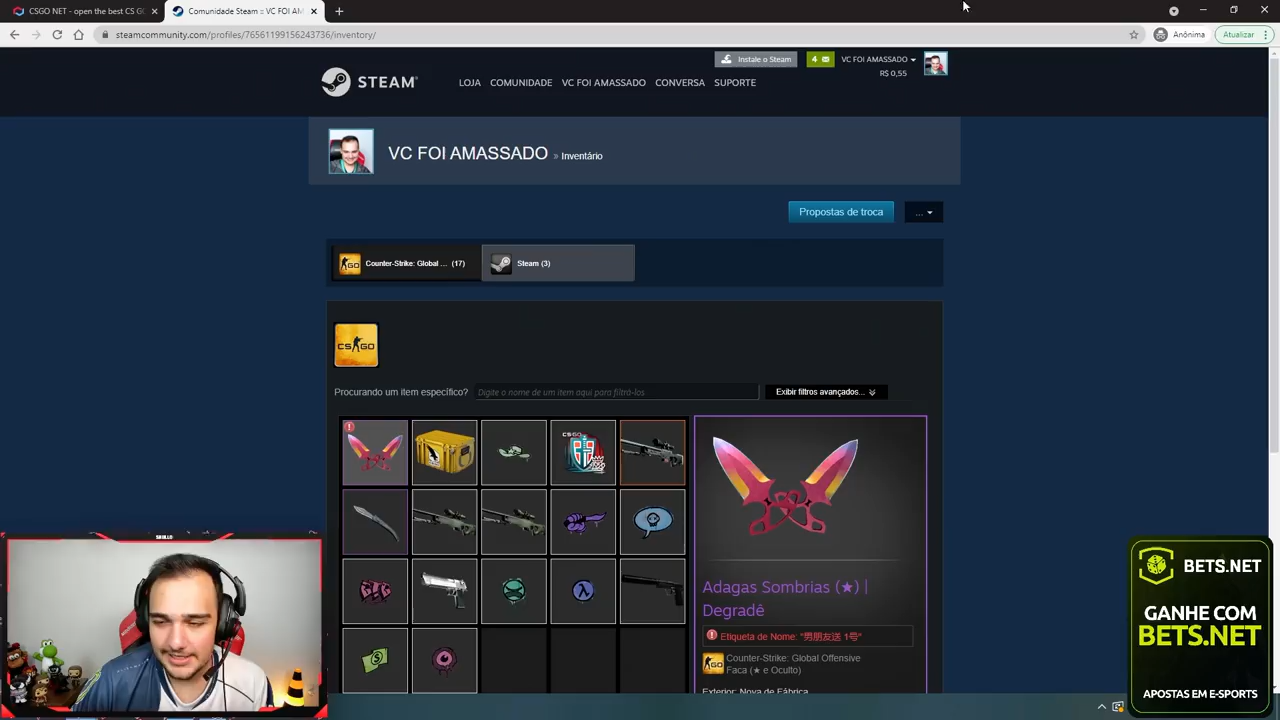 CSGO NET - open the best CS G
Comunidade Steam :: VC FOI AM
steamcommunity.com/profiles/76561199156243736/inventory/
Anônima
Atualizar
Instale o Steam
4
VC FOI AMASSADO
R$ 0,55
STEAM
LOJA COMUNIDADE VC FOI AMASSADO CONVERSA SUPORTE
VC FOI AMASSADO » Inventário
Propostas de troca
...
Counter-Strike: Global ... (17)
Steam (3)
CS GO
Procurando um item específico?
Digite o nome de um item aqui para filtrá-los
Exibir filtros avançados...
Adagas Sombrias (★) |
Degradê
Etiqueta de Nome: "男朋友送 1号"
Counter-Strike: Global Offensive
Faca (★ e Oculto)
Exterior: Nova de Fábrica
BETS.NET
GANHE COM
BETS.NET
APOSTAS EM E-SPORTS